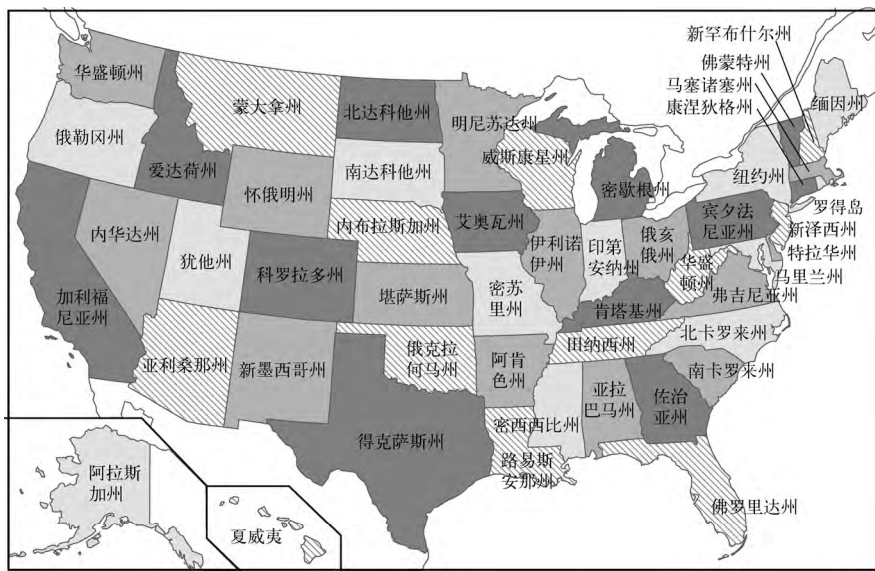 新罕布什尔州
佛蒙特州
马塞诸塞州
康涅狄格州
缅因州
华盛顿州
蒙大拿州
北达科他州
明尼苏达州
俄勒冈州
爱达荷州
南达科他州
威斯康星州
密歇根州
纽约州
怀俄明州
内布拉斯加州
艾奥瓦州
宾夕法
尼亚州
罗得岛
新泽西州
特拉华州
马里兰州
内华达州
犹他州
科罗拉多州
堪萨斯州
伊利诺
伊州
印第
安纳州
俄亥
俄州
华盛
顿州
弗吉尼亚州
加利福
尼亚州
密苏
里州
肯塔基州
北卡罗来州
亚利桑那州
新墨西哥州
俄克拉
何马州
阿肯
色州
田纳西州
南卡罗来州
得克萨斯州
密西西比州
亚拉
巴马州
佐治
亚州
路易斯
安那州
佛罗里达州
阿拉斯
加州
夏威夷